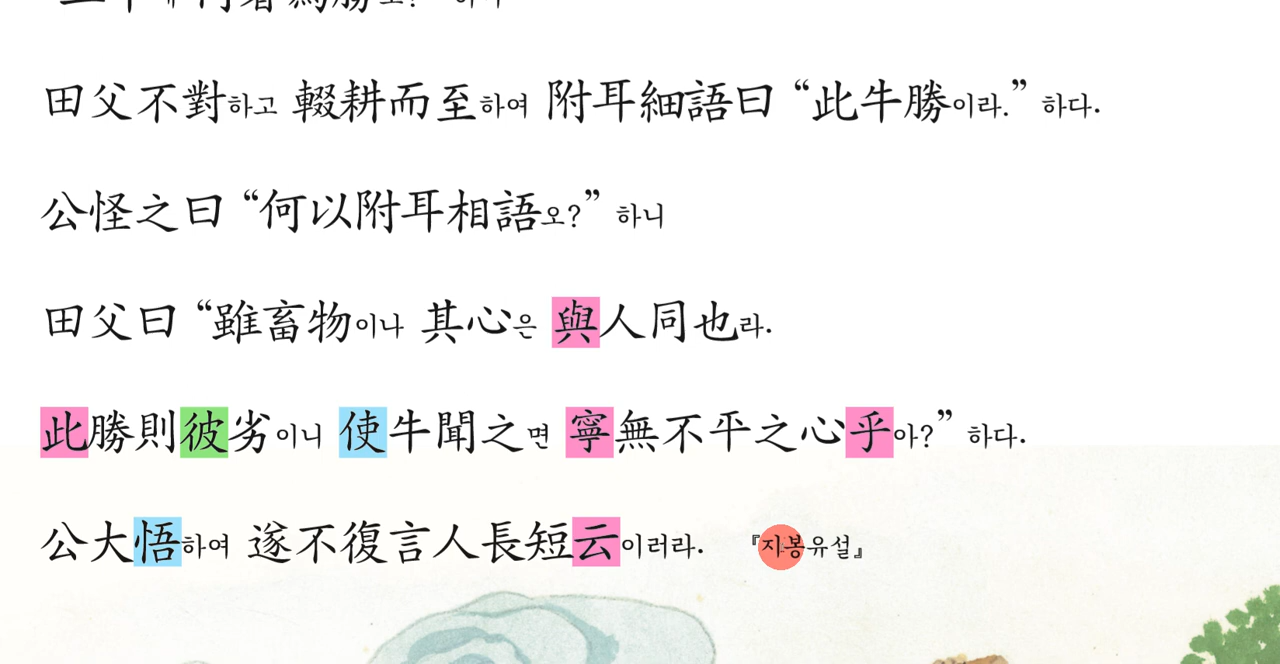 田父不對하고 輟耕而至하여 附耳細語曰 “此牛勝이라.” 하다.
公怪之曰 “何以附耳相語오?” 하니
田父曰 “雖畜物이나 其心은 與人同也라.
此勝則彼劣이니 使牛聞之면 寧無不平之心乎아?” 하다.
公大悟하여 遂不復言人長短云이러라. 『지봉유설』